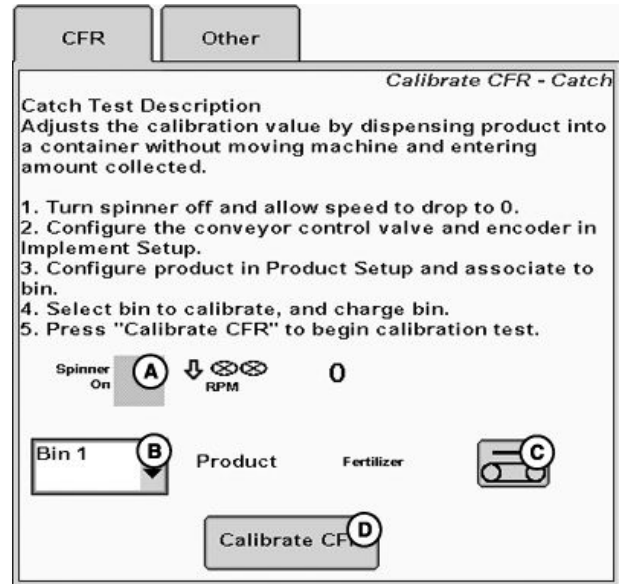 CFR
Other
Calibrate CFR - Catch
Catch Test Description
Adjusts the calibration value by dispensing product into
a container without moving machine and entering
amount collected.
1. Turn spinner off and allow speed to drop to 0.
2. Configure the conveyor control valve and encoder in
Implement Setup.
3. Configure product in Product Setup and associate to
bin.
4. Select bin to calibrate, and charge bin.
5. Press "Calibrate CFR" to begin calibration test.
Spinner
On
A
RPM
0
Bin 1
B
Product
Fertilizer
C
Calibrate
D